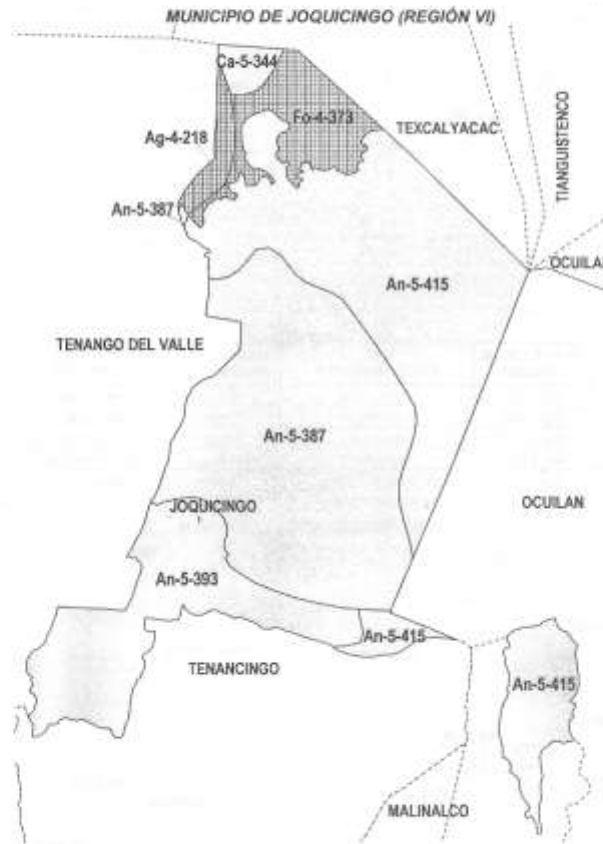 MUNICIPIO DE JOQUICINGO (REGIÓN VI)
Ca-5-344
Fo-4-373
TEXCALYACAC
TIANGUISTENCO
Ag-4-218
An-5-387
OCUILAN
An-5-415
TENANGO DEL VALLE
An-5-387
OCUILAN
JOQUICINGO
An-5-393
An-5-415
TENANCINGO
An-5-415
MALINALCO